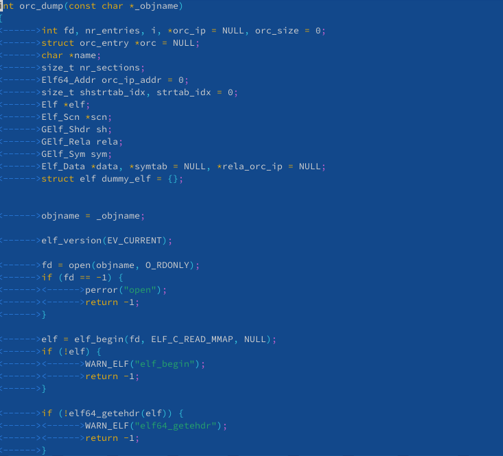 int orc_dump(const char *_objname)
{
<------>int fd, nr_entries, i, *orc_ip = NULL, orc_size = 0;
<------>struct orc_entry *orc = NULL;
<------>char *name;
<------>size_t nr_sections;
<------>Elf64_Addr orc_ip_addr = 0;
<------>size_t shstrtab_idx, strtab_idx = 0;
<------>Elf *elf;
<------>Elf_Scn *scn;
<------>GElf_Shdr sh;
<------>GElf_Rela rela;
<------>GElf_Sym sym;
<------>Elf_Data *data, *symtab = NULL, *rela_orc_ip = NULL;
<------>struct elf dummy_elf = {};
<------>objname = _objname;
<------>elf_version(EV_CURRENT);
<------>fd = open(objname, O_RDONLY);
<------>if (fd == -1) {
<------><------>perror("open");
<------><------>return -1;
<------>}
<------>elf = elf_begin(fd, ELF_C_READ_MMAP, NULL);
<------>if (!elf) {
<------><------>WARN_ELF("elf_begin");
<------><------>return -1;
<------>}
<------>if (!elf64_getehdr(elf)) {
<------><------>WARN_ELF("elf64_getehdr");
<------><------>return -1;
<------>}